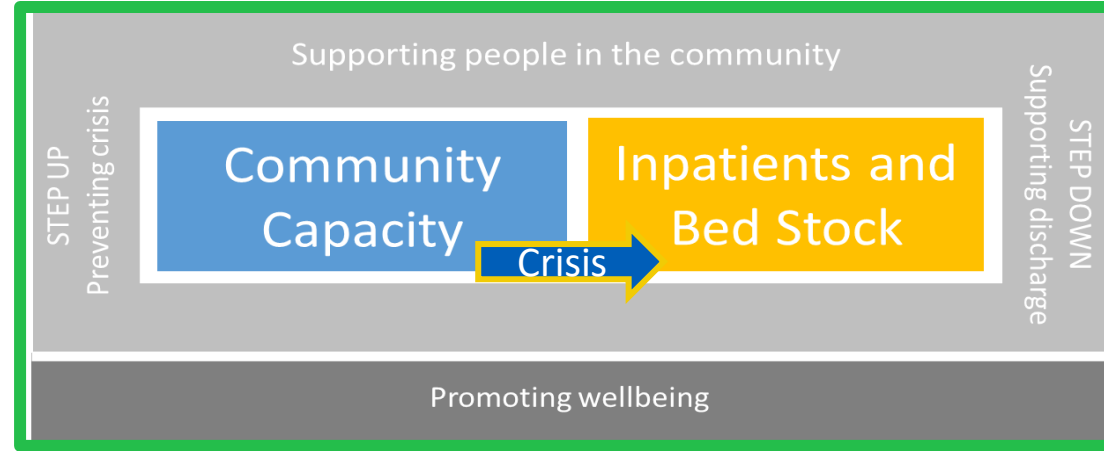 Supporting people in the community
STEP UP
Preventing crisis
Community
Capacity
Inpatients and
Bed Stock
Crisis
STEP DOWN
Supporting discharge
Promoting wellbeing